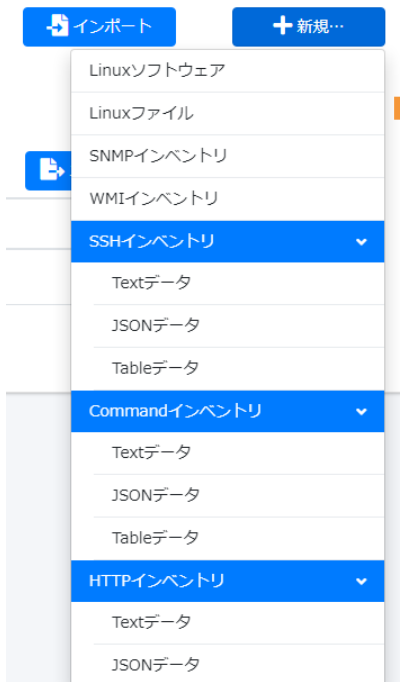 インポート
新規…
Linuxソフトウェア
Linuxファイル
SNMPインベントリ
WMIインベントリ
SSHインベントリ
Textデータ
JSONデータ
Tableデータ
Commandインベントリ
Textデータ
JSONデータ
Tableデータ
HTTPインベントリ
Textデータ
JSONデータ